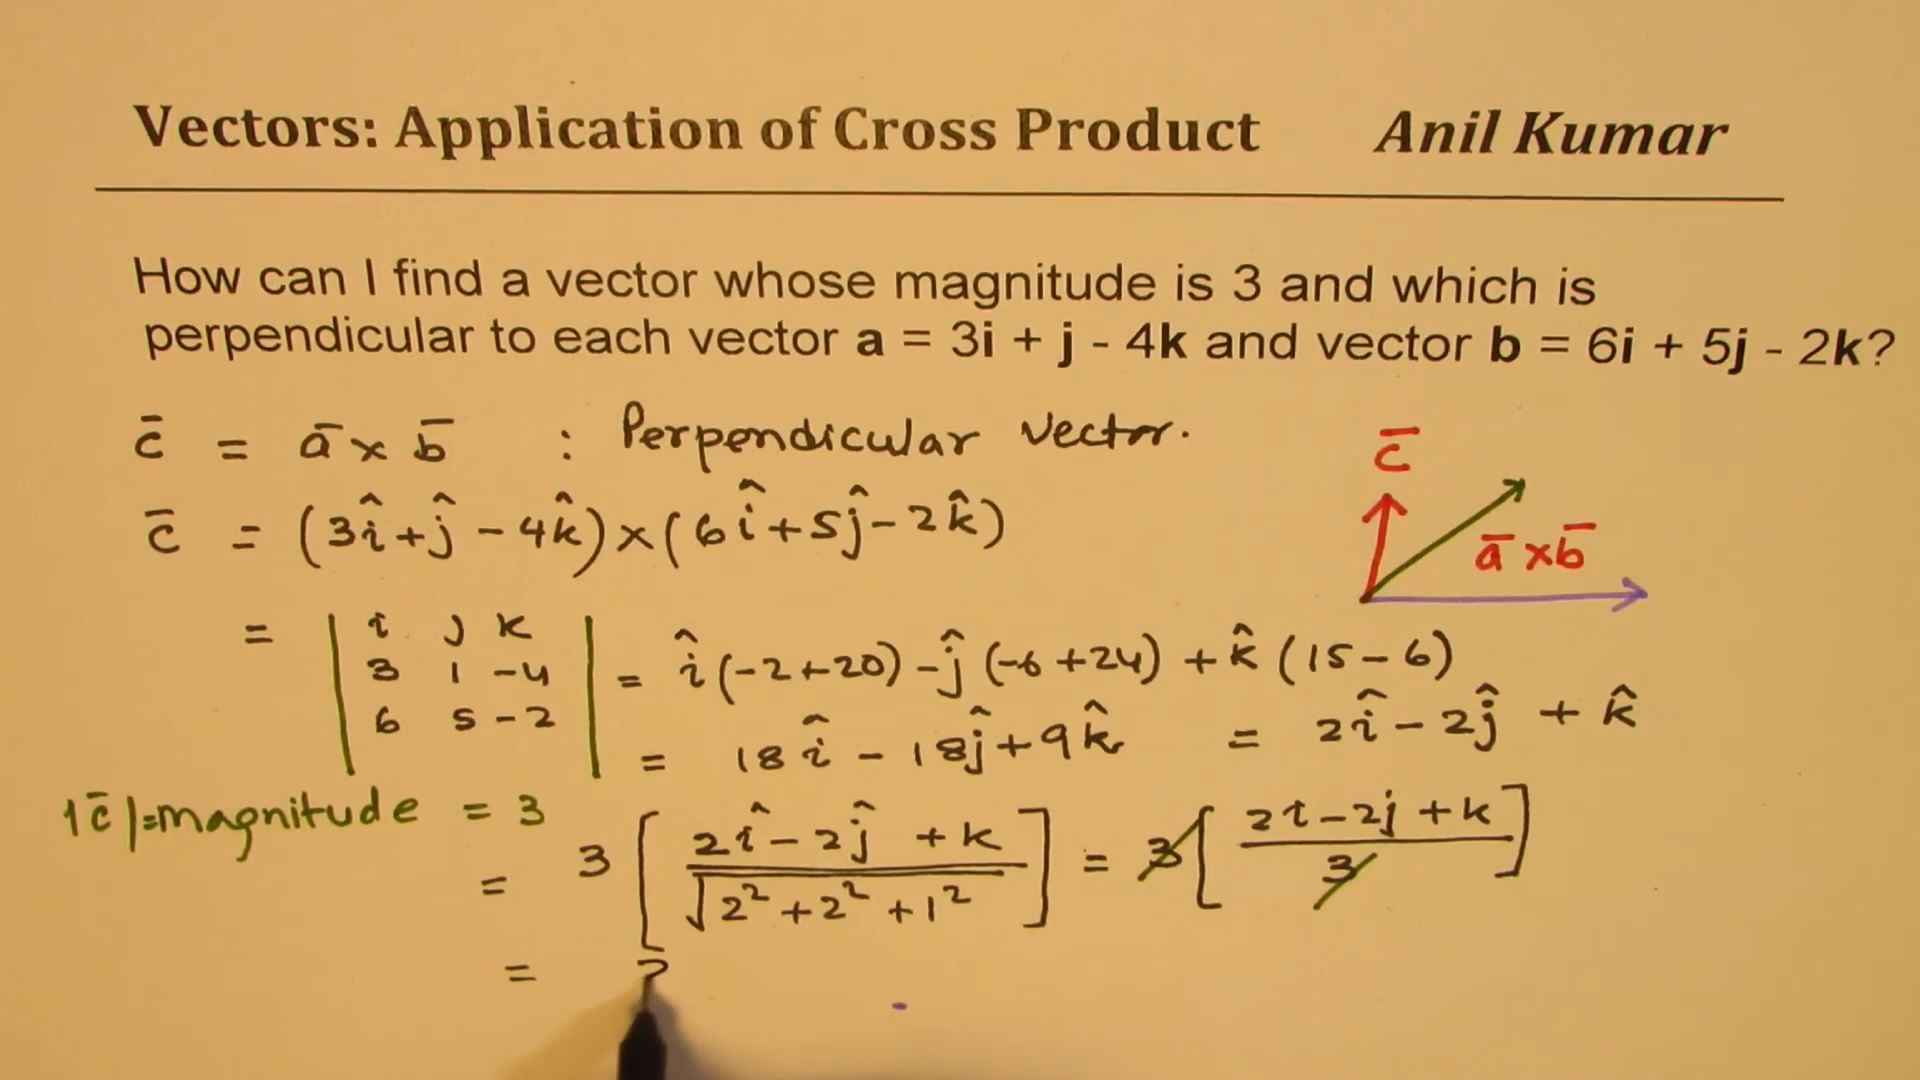 Vectors: Application of Cross Product Anil Kumar
How can I find a vector whose magnitude is 3 and which is
perpendicular to each vector a = 3i + j - 4k and vector b = 6i + 5j - 2k?
c̄ = ā × b̄ : Perpendicular Vector.
c̄ = (3î + ĵ - 4k̂) × (6î + 5ĵ - 2k̂)
c̄
ā × b̄
= | i j k
3 1 -4
6 5 -2 | = î(-2+20) - ĵ(-6+24) + k̂(15-6)
= 18î - 18ĵ + 9k̂ = 2î - 2ĵ + k̂
|c̄|=magnitude = 3
= 3 [ (2î - 2ĵ + k) / √(2² + 2² + 1²) ] = 3 [ (2i - 2j + k) / 3 ]
=